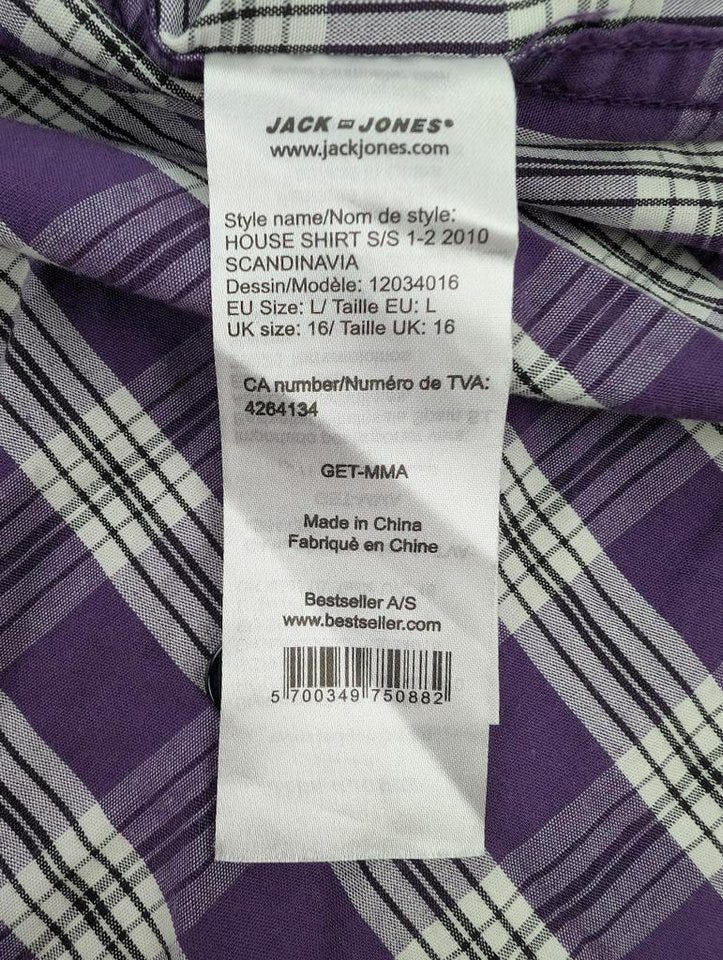 JACK JONES®
www.jackjones.com
Style name/Nom de style:
HOUSE SHIRT S/S 1-2 2010
SCANDINAVIA
Dessin/Modèle: 12034016
EU Size: L/ Taille EU: L
UK size: 16/ Taille UK: 16
CA number/Numéro de TVA:
4264134
GET-MMA
Made in China
Fabriquè en Chine
Bestseller A/S
www.bestseller.com
5 700349 750882